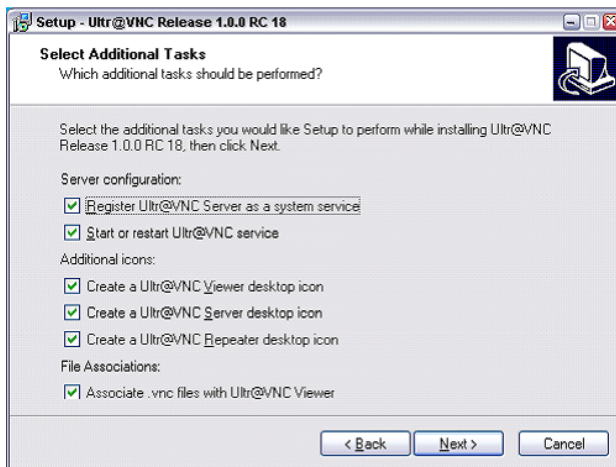 Setup - Ultr@VNC Release 1.0.0 RC 18
Select Additional Tasks
Which additional tasks should be performed?
Select the additional tasks you would like Setup to perform while installing Ultr@VNC
Release 1.0.0 RC 18, then click Next.
Server configuration:
Register Ultr@VNC Server as a system service
Start or restart Ultr@VNC service
Additional icons:
Create a Ultr@VNC Viewer desktop icon
Create a Ultr@VNC Server desktop icon
Create a Ultr@VNC Repeater desktop icon
File Associations:
Associate .vnc files with Ultr@VNC Viewer
< Back Next > Cancel